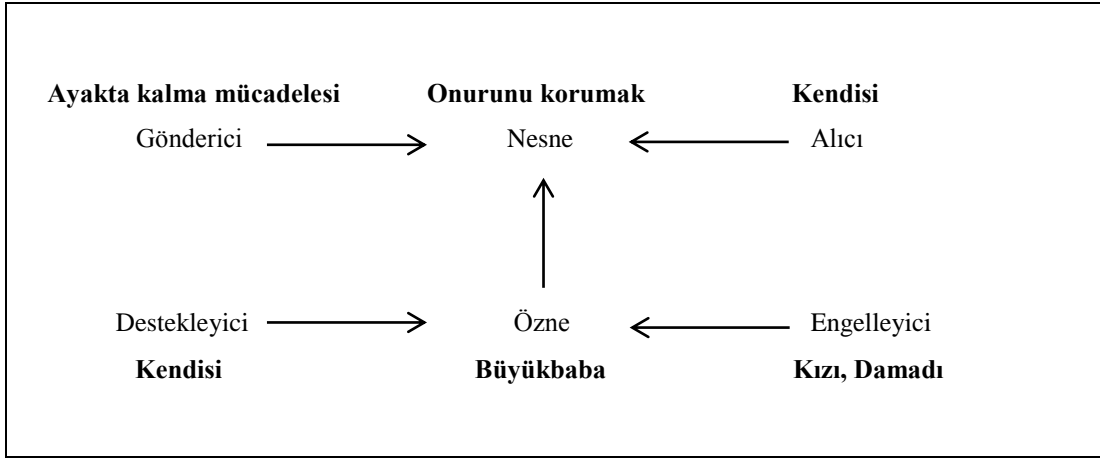 Ayakta kalma mücadelesi Onurunu korumak Kendisi
Gönderici Nesne Alıcı
Destekleyici Özne Engelleyici
Kendisi Büyükbaba Kızı, Damadı